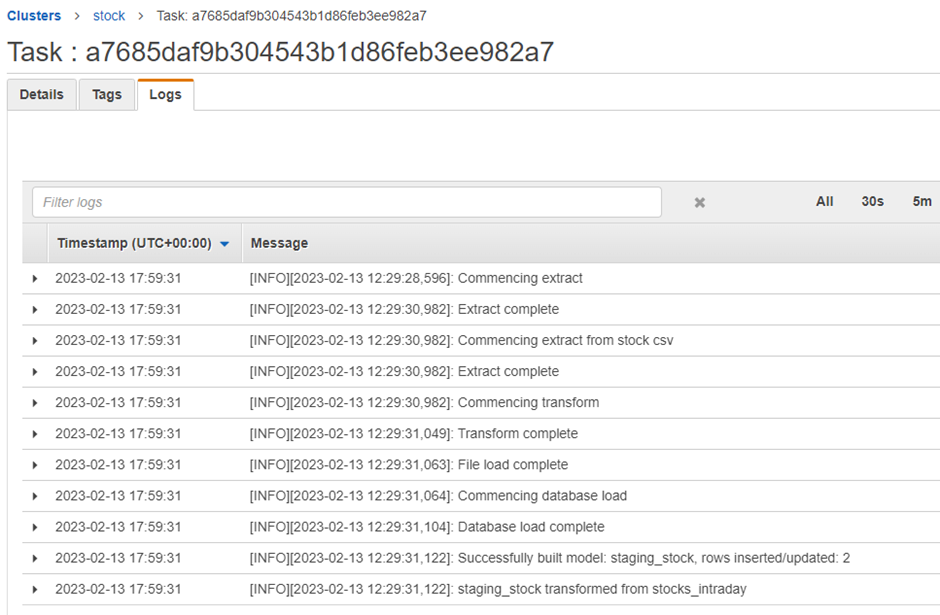 Clusters > stock > Task: a7685daf9b304543b1d86feb3ee982a7
Task : a7685daf9b304543b1d86feb3ee982a7
Details Tags Logs
Filter logs All 30s 5m
Timestamp (UTC+00:00) Message
2023-02-13 17:59:31 [INFO][2023-02-13 12:29:28,596]: Commencing extract
2023-02-13 17:59:31 [INFO][2023-02-13 12:29:30,982]: Extract complete
2023-02-13 17:59:31 [INFO][2023-02-13 12:29:30,982]: Commencing extract from stock csv
2023-02-13 17:59:31 [INFO][2023-02-13 12:29:30,982]: Extract complete
2023-02-13 17:59:31 [INFO][2023-02-13 12:29:30,982]: Commencing transform
2023-02-13 17:59:31 [INFO][2023-02-13 12:29:31,049]: Transform complete
2023-02-13 17:59:31 [INFO][2023-02-13 12:29:31,063]: File load complete
2023-02-13 17:59:31 [INFO][2023-02-13 12:29:31,064]: Commencing database load
2023-02-13 17:59:31 [INFO][2023-02-13 12:29:31,104]: Database load complete
2023-02-13 17:59:31 [INFO][2023-02-13 12:29:31,122]: Successfully built model: staging_stock, rows inserted/updated: 2
2023-02-13 17:59:31 [INFO][2023-02-13 12:29:31,122]: staging_stock transformed from stocks_intraday